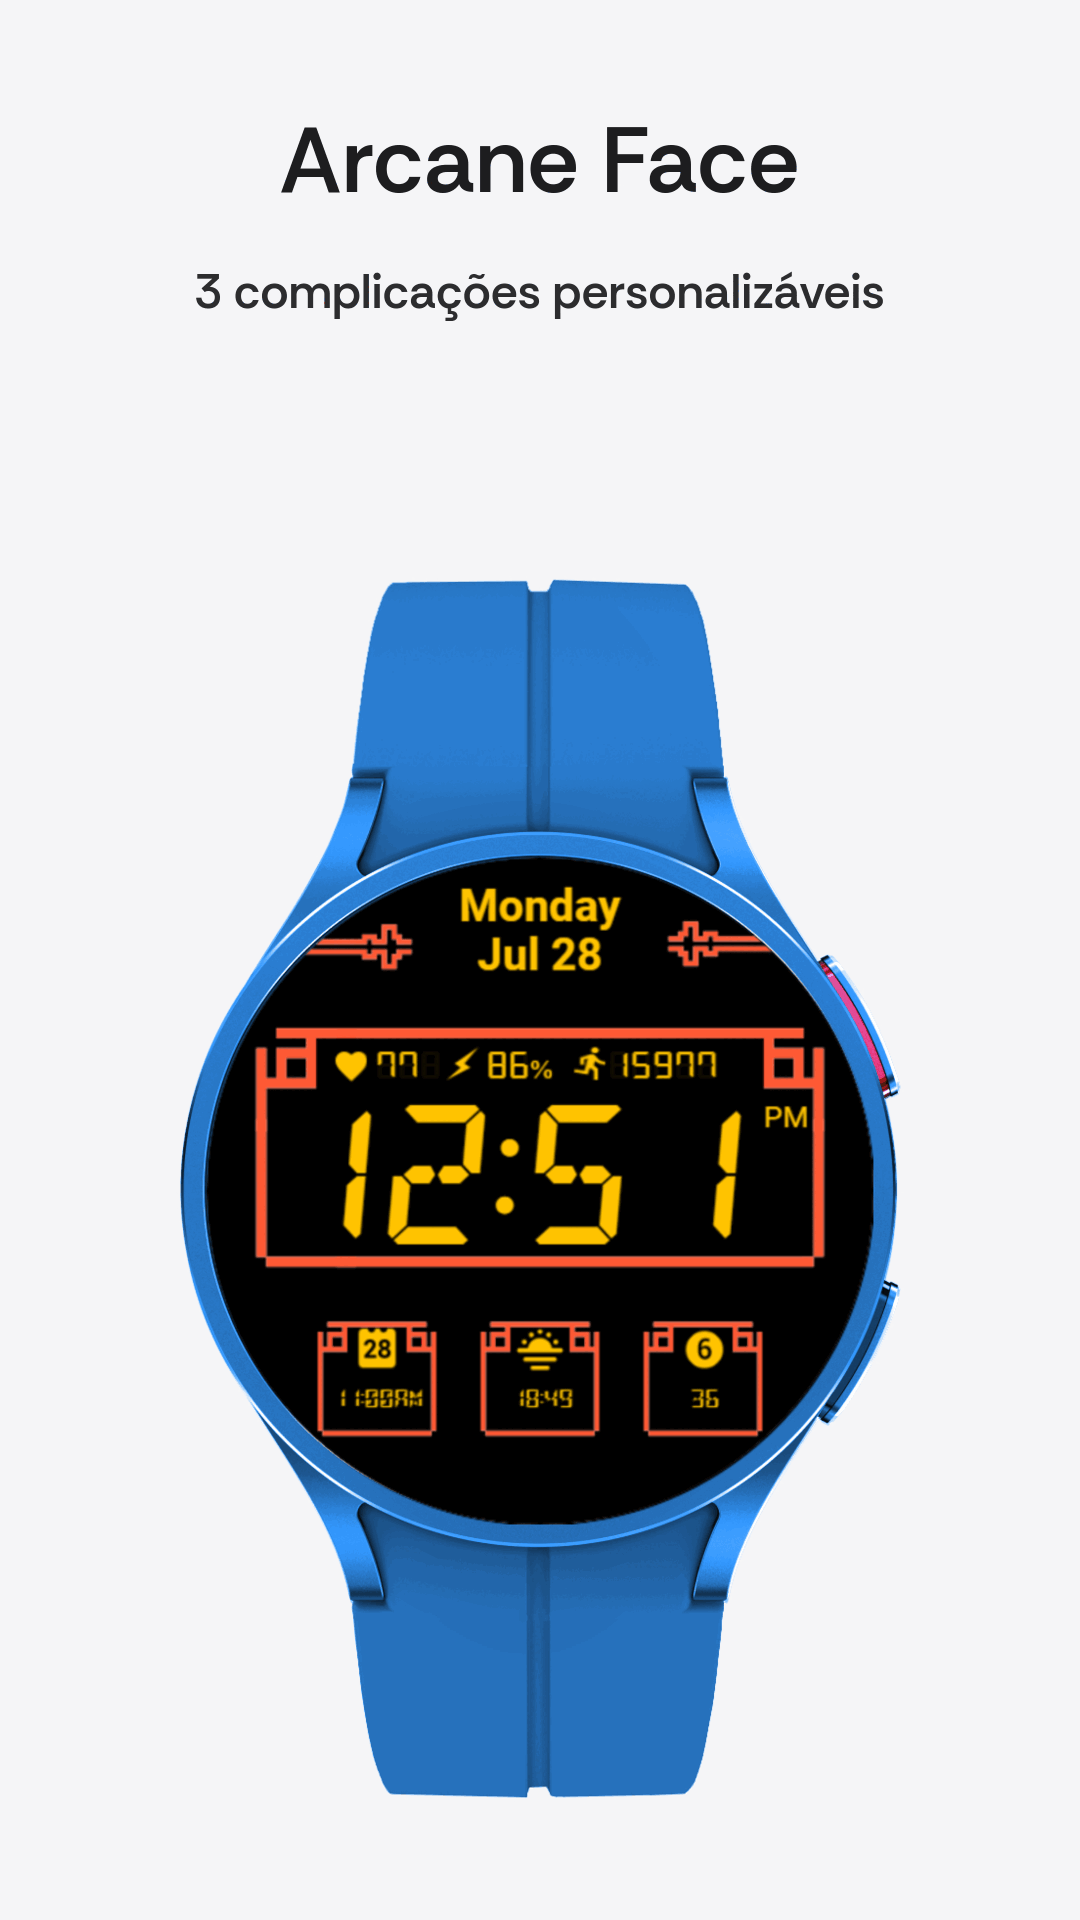 Arcane Face
3 complicações personalizáveis
Monday
Jul 28
77 86% 15977
12:51 PM
28 6
11:00AM 18:49 36